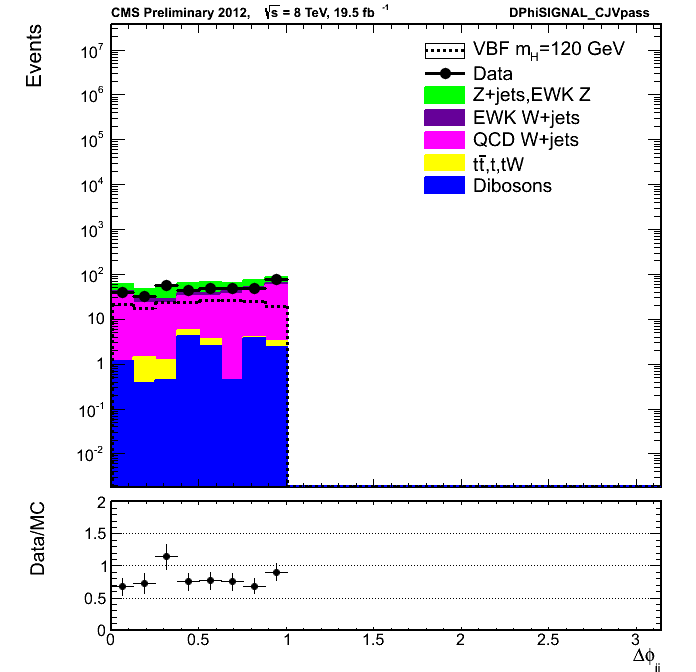 CMS Preliminary 2012, √s = 8 TeV, 19.5 fb⁻¹ DPhiSIGNAL_CJVpass
Events
10⁷
10⁶
10⁵
10⁴
10³
10²
10
1
10⁻¹
10⁻²
VBF m_H=120 GeV
Data
Z+jets,EWK Z
EWK W+jets
QCD W+jets
tt̄,t,tW
Dibosons
Data/MC
2
1.5
1
0.5
0
0 0.5 1 1.5 2 2.5 3
Δϕ_jj